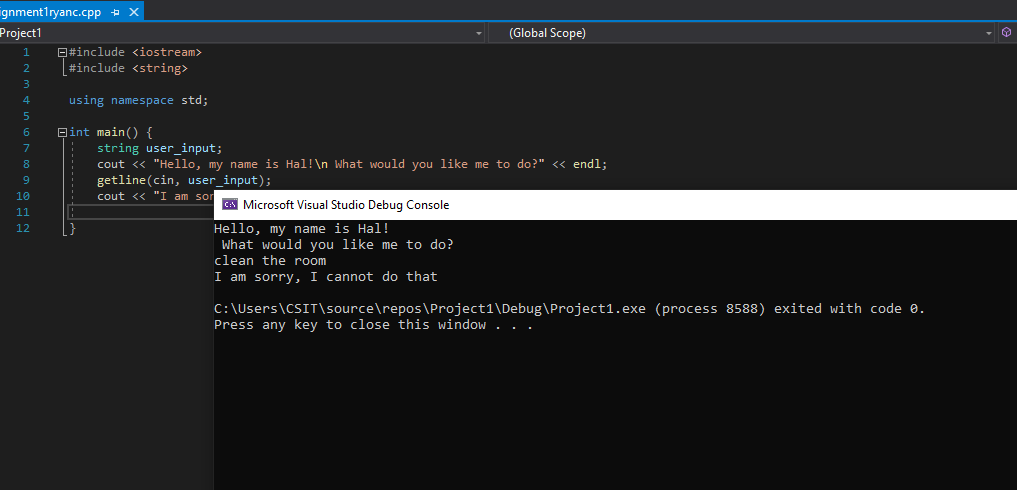 ignment1ryanc.cpp
Project1
(Global Scope)
1 #include <iostream>
2 #include <string>
3
4 using namespace std;
5
6 int main() {
7 string user_input;
8 cout << "Hello, my name is Hal!\n What would you like me to do?" << endl;
9 getline(cin, user_input);
10 cout << "I am sor
11
12 }
Microsoft Visual Studio Debug Console
Hello, my name is Hal!
 What would you like me to do?
clean the room
I am sorry, I cannot do that
C:\Users\CSIT\source\repos\Project1\Debug\Project1.exe (process 8588) exited with code 0.
Press any key to close this window . . .